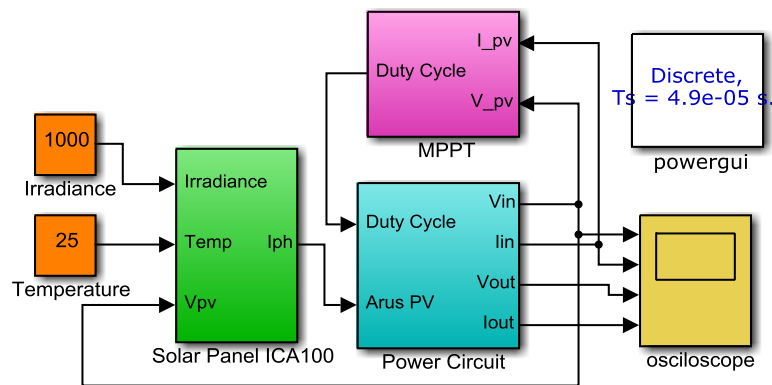 I_pv
Duty Cycle
V_pv
MPPT
Discrete,
Ts = 4.9e-05 s.
powergui
1000
Irradiance
25
Temperature
Irradiance
Temp
Iph
Vpv
Solar Panel ICA100
Duty Cycle
Arus PV
Vin
Iin
Vout
Iout
Power Circuit
osciloscope